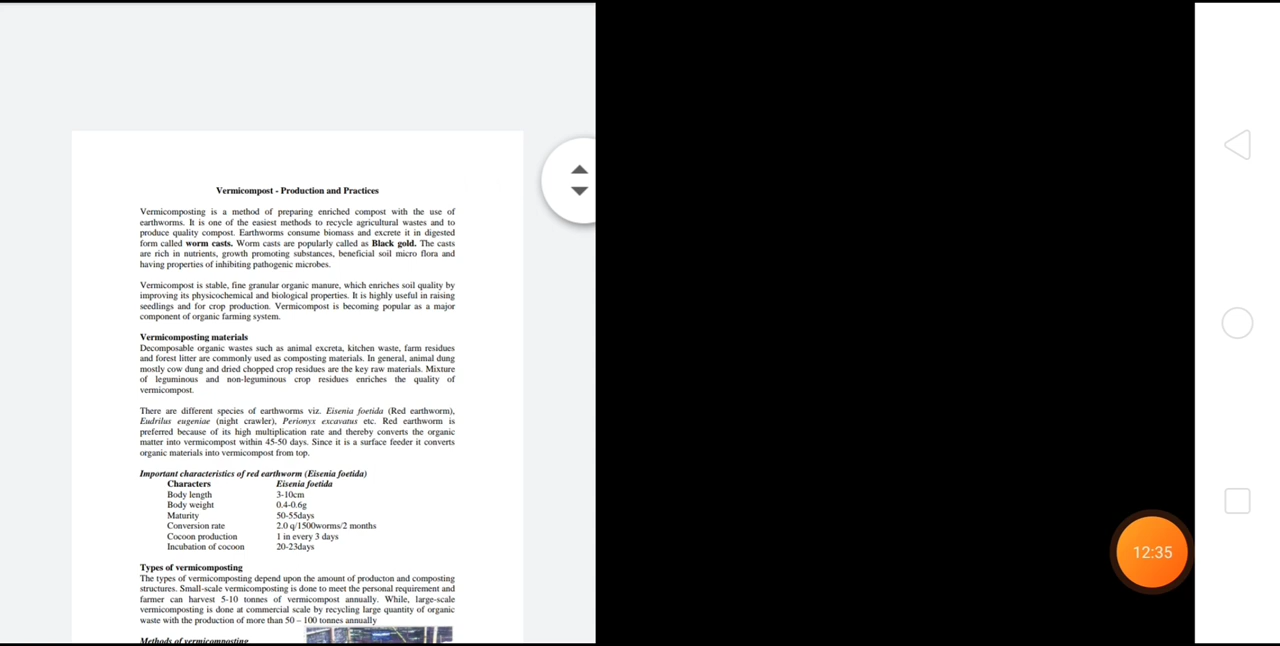 Vermicompost - Production and Practices
Vermicomposting is a method of preparing enriched compost with the use of
earthworms. It is one of the easiest methods to recycle agricultural wastes and to
produce quality compost. Earthworms consume biomass and excrete it in digested
form called worm casts. Worm casts are popularly called as Black gold. The casts
are rich in nutrients, growth promoting substances, beneficial soil micro flora and
having properties of inhibiting pathogenic microbes.
Vermicompost is stable, fine granular organic manure, which enriches soil quality by
improving its physicochemical and biological properties. It is highly useful in raising
seedlings and for crop production. Vermicompost is becoming popular as a major
component of organic farming system.
Vermicomposting materials
Decomposable organic wastes such as animal excreta, kitchen waste, farm residues
and forest litter are commonly used as composting materials. In general, animal dung
mostly cow dung and dried chopped crop residues are the key raw materials. Mixture
of leguminous and non-leguminous crop residues enriches the quality of
vermicompost.
There are different species of earthworms viz. Eisenia foetida (Red earthworm),
Eudrilus eugeniae (night crawler), Perionyx excavatus etc. Red earthworm is
preferred because of its high multiplication rate and thereby converts the organic
matter into vermicompost within 45-50 days. Since it is a surface feeder it converts
organic materials into vermicompost from top.
Important characteristics of red earthworm (Eisenia foetida)
Characters Eisenia foetida
Body length 3-10cm
Body weight 0.4-0.6g
Maturity 50-55days
Conversion rate 2.0 q/1500worms/2 months
Cocoon production 1 in every 3 days
Incubation of cocoon 20-23days
Types of vermicomposting
The types of vermicomposting depend upon the amount of producton and composting
structures. Small-scale vermicomposting is done to meet the personal requirement and
farmer can harvest 5-10 tonnes of vermicompost annually. While, large-scale
vermicomposting is done at commercial scale by recycling large quantity of organic
waste with the production of more than 50 – 100 tonnes annually
Methods of vermicomposting
12:35